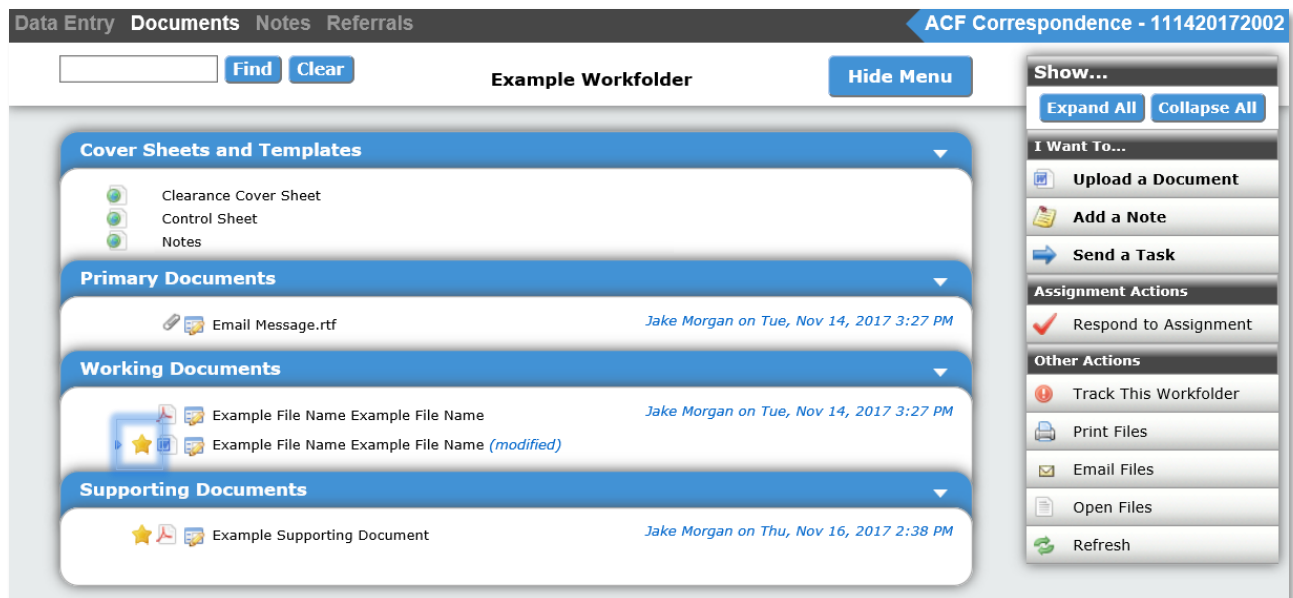 Data Entry Documents Notes Referrals
ACF Correspondence - 111420172002
Find Clear
Example Workfolder
Hide Menu
Cover Sheets and Templates
Clearance Cover Sheet
Control Sheet
Notes
Primary Documents
Email Message.rtf Jake Morgan on Tue, Nov 14, 2017 3:27 PM
Working Documents
Example File Name Example File Name Jake Morgan on Tue, Nov 14, 2017 3:27 PM
Example File Name Example File Name (modified)
Supporting Documents
Example Supporting Document Jake Morgan on Thu, Nov 16, 2017 2:38 PM
Show...
Expand All Collapse All
I Want To...
Upload a Document
Add a Note
Send a Task
Assignment Actions
Respond to Assignment
Other Actions
Track This Workfolder
Print Files
Email Files
Open Files
Refresh